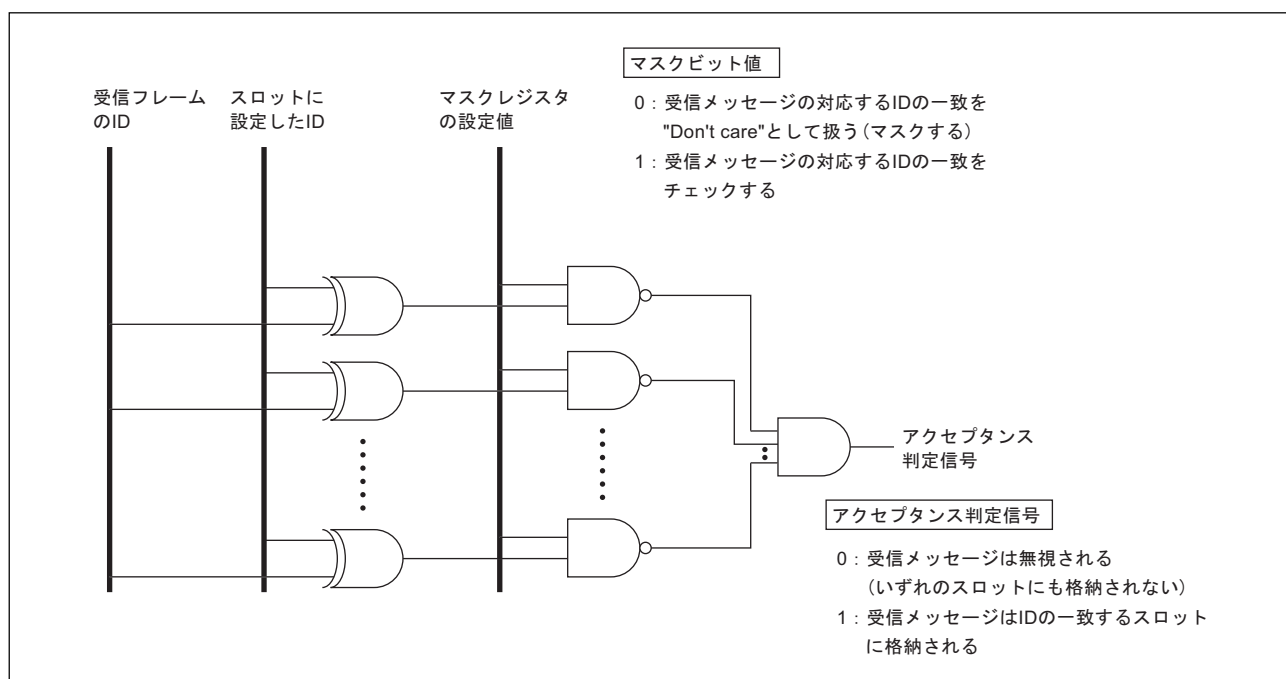 受信フレーム
のID
スロットに
設定したID
マスクレジスタ
の設定値
マスクビット値
0：受信メッセージの対応するIDの一致を
"Don't care"として扱う（マスクする）
1：受信メッセージの対応するIDの一致を
チェックする
アクセプタンス
判定信号
アクセプタンス判定信号
0：受信メッセージは無視される
（いずれのスロットにも格納されない）
1：受信メッセージはIDの一致するスロット
に格納される